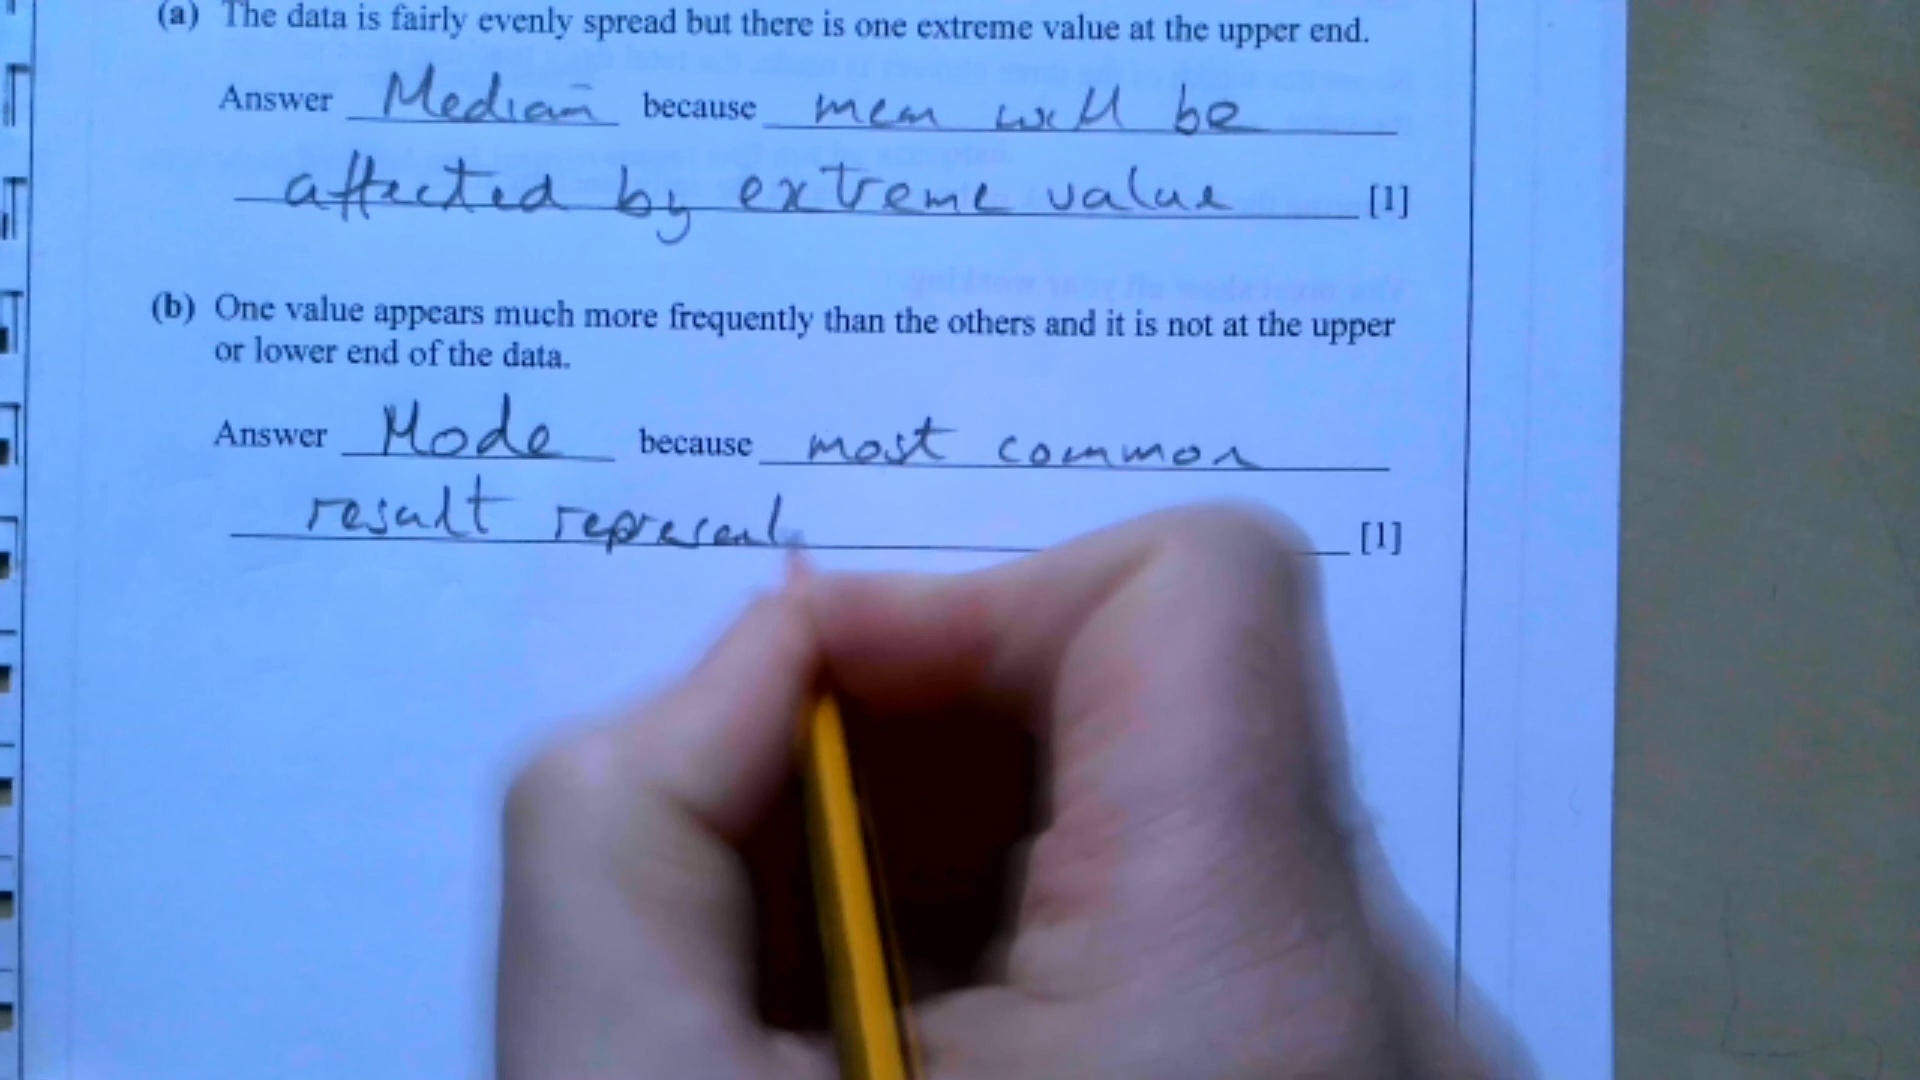 (a) The data is fairly evenly spread but there is one extreme value at the upper end.
Answer Median because mean will be
affected by extreme value [1]
(b) One value appears much more frequently than the others and it is not at the upper
or lower end of the data.
Answer Mode because most common
result represent [1]